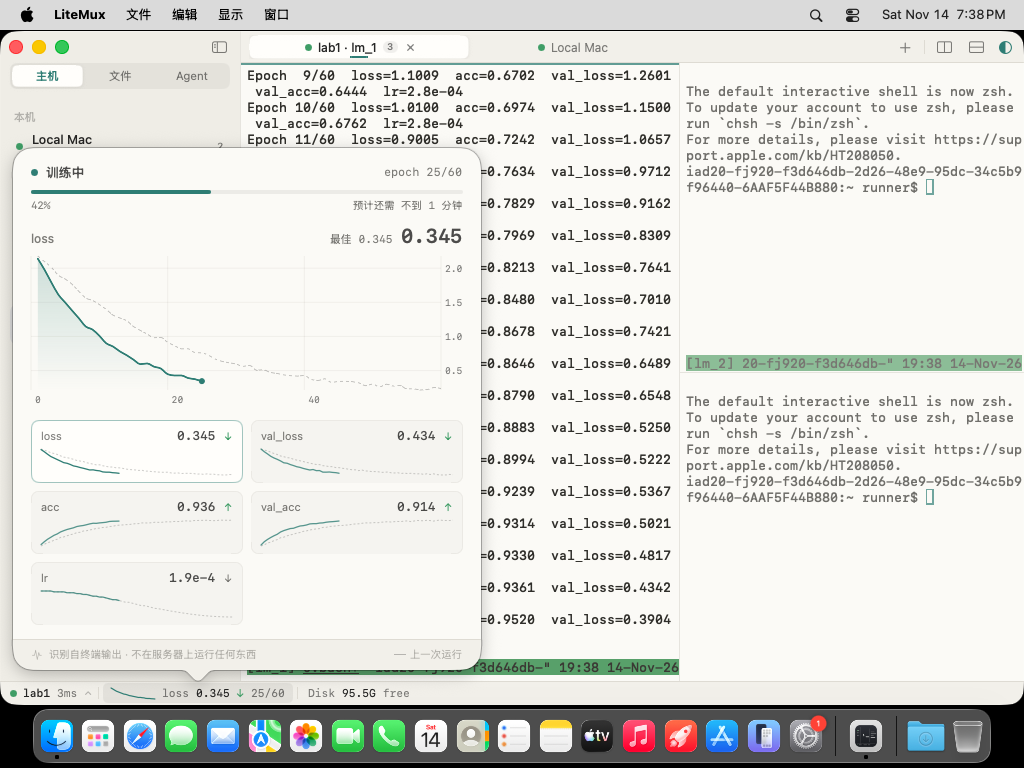 LiteMux 文件 编辑 显示 窗口 Sat Nov 14 7:38 PM
lab1 · lm_1 3 ×
Local Mac
主机 文件 Agent
本机
Local Mac
训练中 epoch 25/60
42% 预计还需 不到 1 分钟
loss 最佳 0.345 0.345
2.0
1.5
1.0
0.5
0 20 40
loss 0.345 ↓
val_loss 0.434 ↓
acc 0.936 ↑
val_acc 0.914 ↑
lr 1.9e-4 ↓
识别自终端输出 · 不在服务器上运行任何东西 — 上一次运行
Epoch 9/60 loss=1.1009 acc=0.6702 val_loss=1.2601
val_acc=0.6444 lr=2.8e-04
Epoch 10/60 loss=1.0100 acc=0.6974 val_loss=1.1500
val_acc=0.6762 lr=2.8e-04
Epoch 11/60 loss=0.9005 acc=0.7242 val_loss=1.0657
=0.7634 val_loss=0.9712
=0.7829 val_loss=0.9162
=0.7969 val_loss=0.8309
=0.8213 val_loss=0.7641
=0.8480 val_loss=0.7010
=0.8678 val_loss=0.7421
=0.8646 val_loss=0.6489
=0.8790 val_loss=0.6548
=0.8883 val_loss=0.5250
=0.8994 val_loss=0.5222
=0.9239 val_loss=0.5367
=0.9314 val_loss=0.5021
=0.9330 val_loss=0.4817
=0.9361 val_loss=0.4342
=0.9520 val_loss=0.3904
-f3d646db-" 19:38 14-Nov-26
The default interactive shell is now zsh.
To update your account to use zsh, please
run `chsh -s /bin/zsh`.
For more details, please visit https://sup
port.apple.com/kb/HT208050.
iad20-fj920-f3d646db-2d26-48e9-95dc-34c5b9
f96440-6AAF5F44B880:~ runner$
[lm_2] 20-fj920-f3d646db-" 19:38 14-Nov-26
The default interactive shell is now zsh.
To update your account to use zsh, please
run `chsh -s /bin/zsh`.
For more details, please visit https://sup
port.apple.com/kb/HT208050.
iad20-fj920-f3d646db-2d26-48e9-95dc-34c5b9
f96440-6AAF5F44B880:~ runner$
lab1 3ms loss 0.345 ↓ 25/60 Disk 95.5G free
Sat
14
tv
1